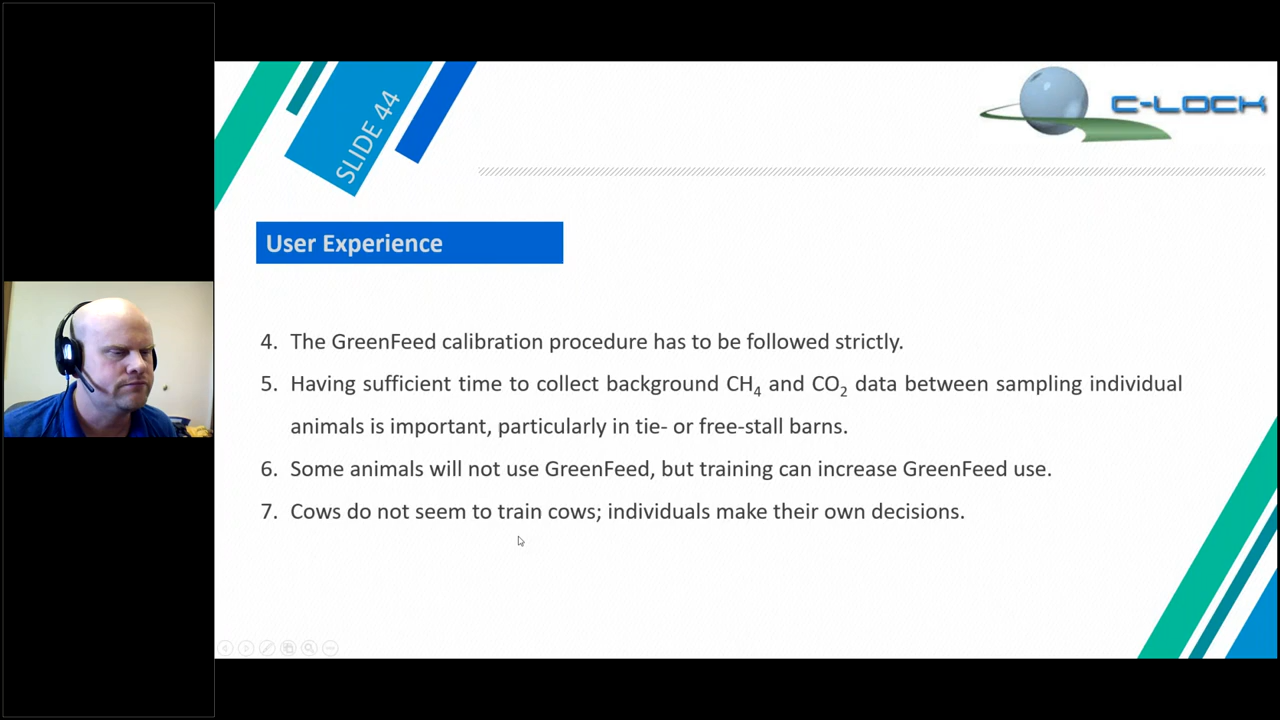 SLIDE 44
C-LOCK
User Experience
4. The GreenFeed calibration procedure has to be followed strictly.
5. Having sufficient time to collect background CH₄ and CO₂ data between sampling individual
animals is important, particularly in tie- or free-stall barns.
6. Some animals will not use GreenFeed, but training can increase GreenFeed use.
7. Cows do not seem to train cows; individuals make their own decisions.